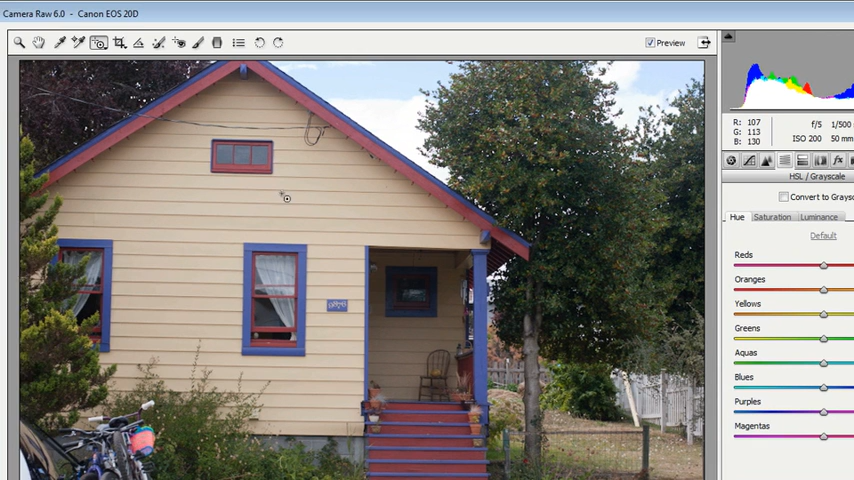 Camera Raw 6.0 - Canon EOS 20D
Preview
R: 107
G: 113
B: 130
f/5 1/500
ISO 200 50 mm
fx
HSL / Grayscale
Convert to Graysc
Hue Saturation Luminance
Default
Reds
Oranges
Yellows
Greens
Aquas
Blues
Purples
Magentas